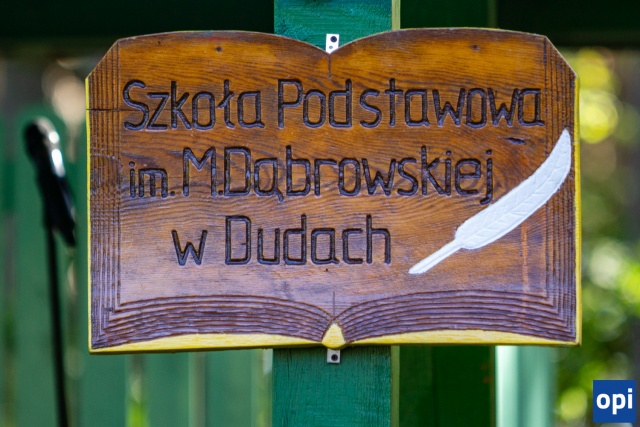 Szkoła Podstawowa
im. M. Dąbrowskiej
w Dudach
opi